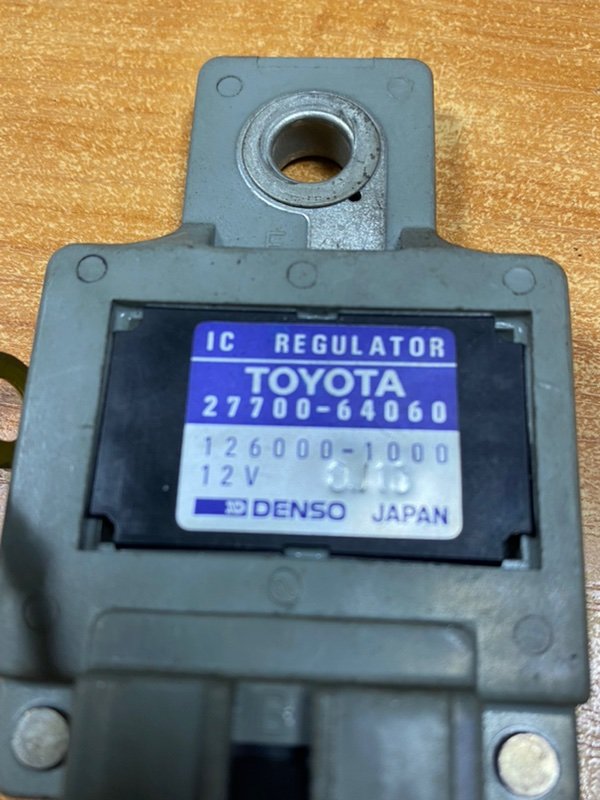 IC REGULATOR
TOYOTA
27700-64060
126000-1000
12V
DENSO JAPAN